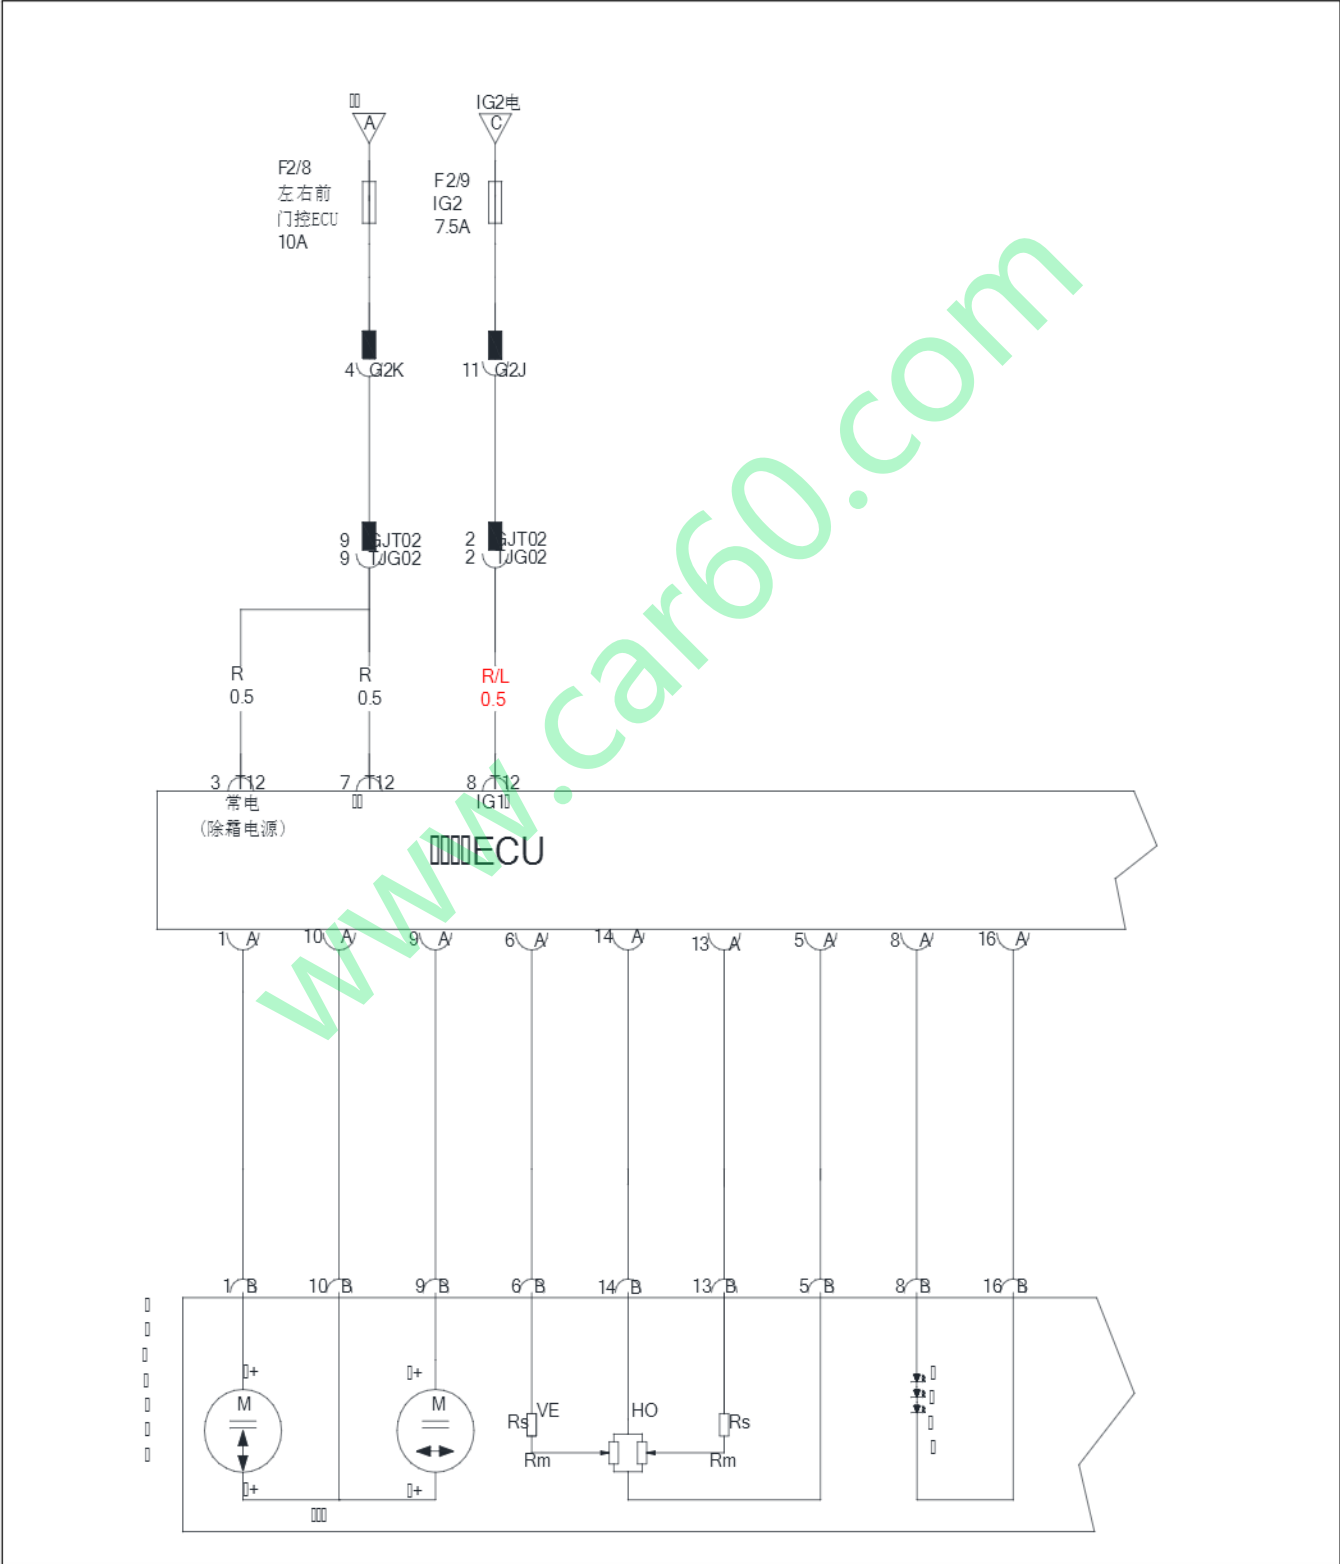 IG2电
A
C
F2/8
左右前
门控ECU
10A
F2/9
IG2
7.5A
4 G2K
11 G2J
9 GJT02
9 TJG02
2 GJT02
2 TJG02
R
0.5
R
0.5
R/L
0.5
3 T12
7 T12
8 T12
常电
(除霜电源)
IG1
ECU
1 A
10 A
9 A
6 A
14 A
13 A
5 A
8 A
16 A
1 B
10 B
9 B
6 B
14 B
13 B
5 B
8 B
16 B
+
+
M
M
Rs
VE
HO
Rs
Rm
Rm
+
+
www.car60.com